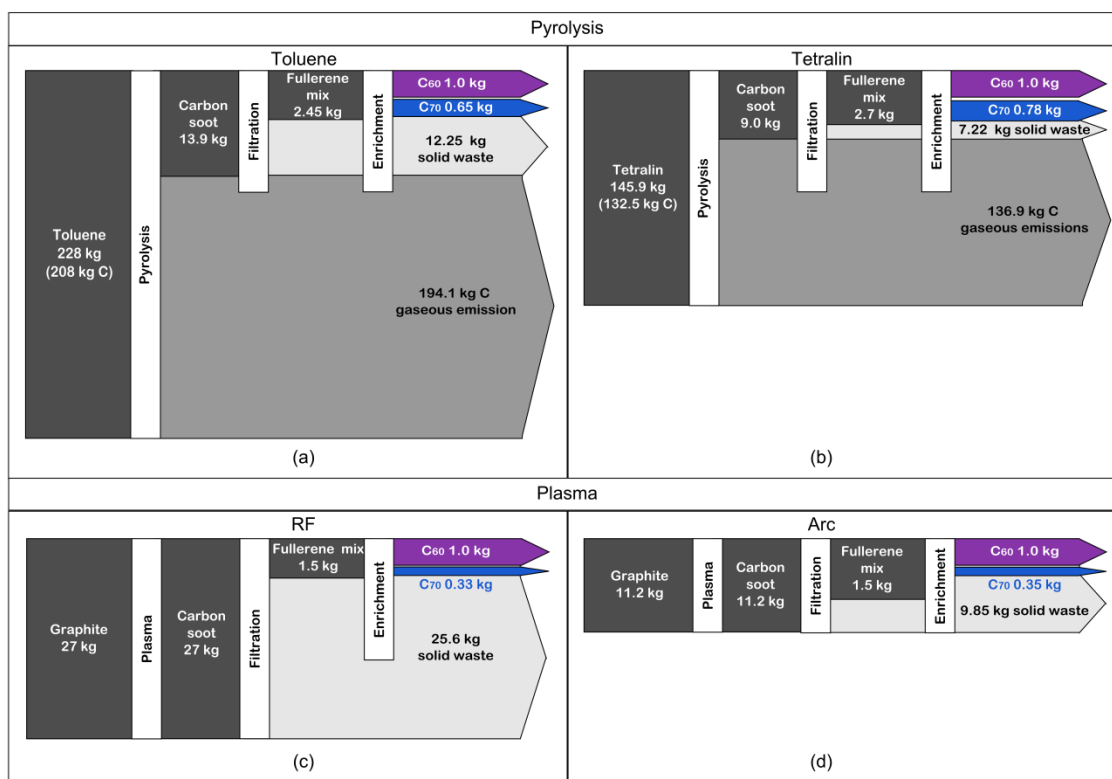 Pyrolysis
Toluene
Toluene
228 kg
(208 kg C)
Pyrolysis
Carbon
soot
13.9 kg
Filtration
Fullerene
mix
2.45 kg
Enrichment
C60 1.0 kg
C70 0.65 kg
12.25 kg
solid waste
194.1 kg C
gaseous emission
(a)
Tetralin
Tetralin
145.9 kg
(132.5 kg C)
Pyrolysis
Carbon
soot
9.0 kg
Filtration
Fullerene
mix
2.7 kg
Enrichment
C60 1.0 kg
C70 0.78 kg
7.22 kg solid waste
136.9 kg C
gaseous emissions
(b)
Plasma
RF
Graphite
27 kg
Plasma
Carbon
soot
27 kg
Filtration
Fullerene mix
1.5 kg
Enrichment
C60 1.0 kg
C70 0.33 kg
25.6 kg
solid waste
(c)
Arc
Graphite
11.2 kg
Plasma
Carbon
soot
11.2 kg
Filtration
Fullerene
mix
1.5 kg
Enrichment
C60 1.0 kg
C70 0.35 kg
9.85 kg solid waste
(d)